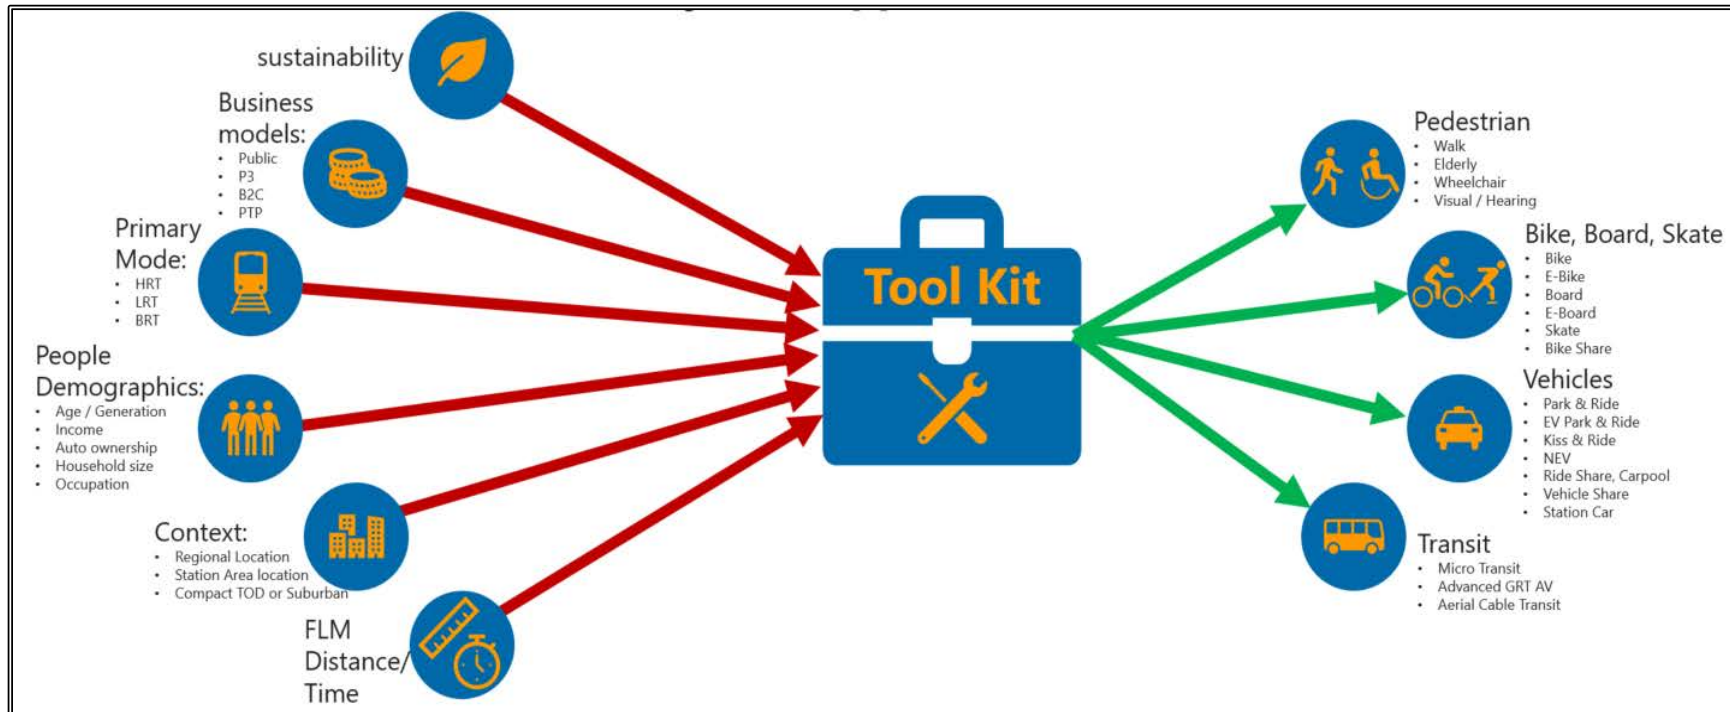 sustainability
Business
models:
• Public
• P3
• B2C
• PTP
Primary
Mode:
• HRT
• LRT
• BRT
People
Demographics:
• Age / Generation
• Income
• Auto ownership
• Household size
• Occupation
Context:
• Regional Location
• Station Area location
• Compact TOD or Suburban
FLM
Distance/
Time
Tool Kit
Pedestrian
• Walk
• Elderly
• Wheelchair
• Visual / Hearing
Bike, Board, Skate
• Bike
• E-Bike
• Board
• E-Board
• Skate
• Bike Share
Vehicles
• Park & Ride
• EV Park & Ride
• Kiss & Ride
• NEV
• Ride Share, Carpool
• Vehicle Share
• Station Car
Transit
• Micro Transit
• Advanced GRT AV
• Aerial Cable Transit